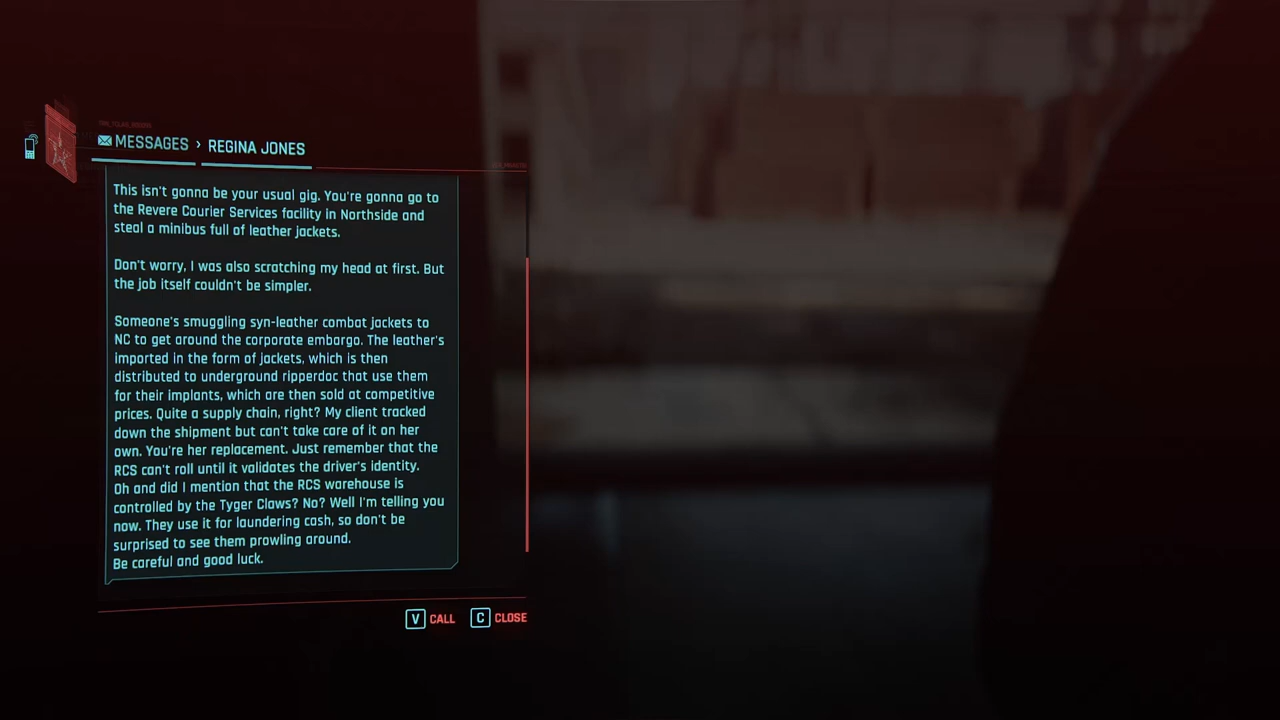 MESSAGES › REGINA JONES
This isn't gonna be your usual gig. You're gonna go to
the Revere Courier Services facility in Northside and
steal a minibus full of leather jackets.
Don't worry, I was also scratching my head at first. But
the job itself couldn't be simpler.
Someone's smuggling syn-leather combat jackets to
NC to get around the corporate embargo. The leather's
imported in the form of jackets, which is then
distributed to underground ripperdoc that use them
for their implants, which are then sold at competitive
prices. Quite a supply chain, right? My client tracked
down the shipment but can't take care of it on her
own. You're her replacement. Just remember that the
RCS can't roll until it validates the driver's identity.
Oh and did I mention that the RCS warehouse is
controlled by the Tyger Claws? No? Well I'm telling you
now. They use it for laundering cash, so don't be
surprised to see them prowling around.
Be careful and good luck.
V CALL C CLOSE